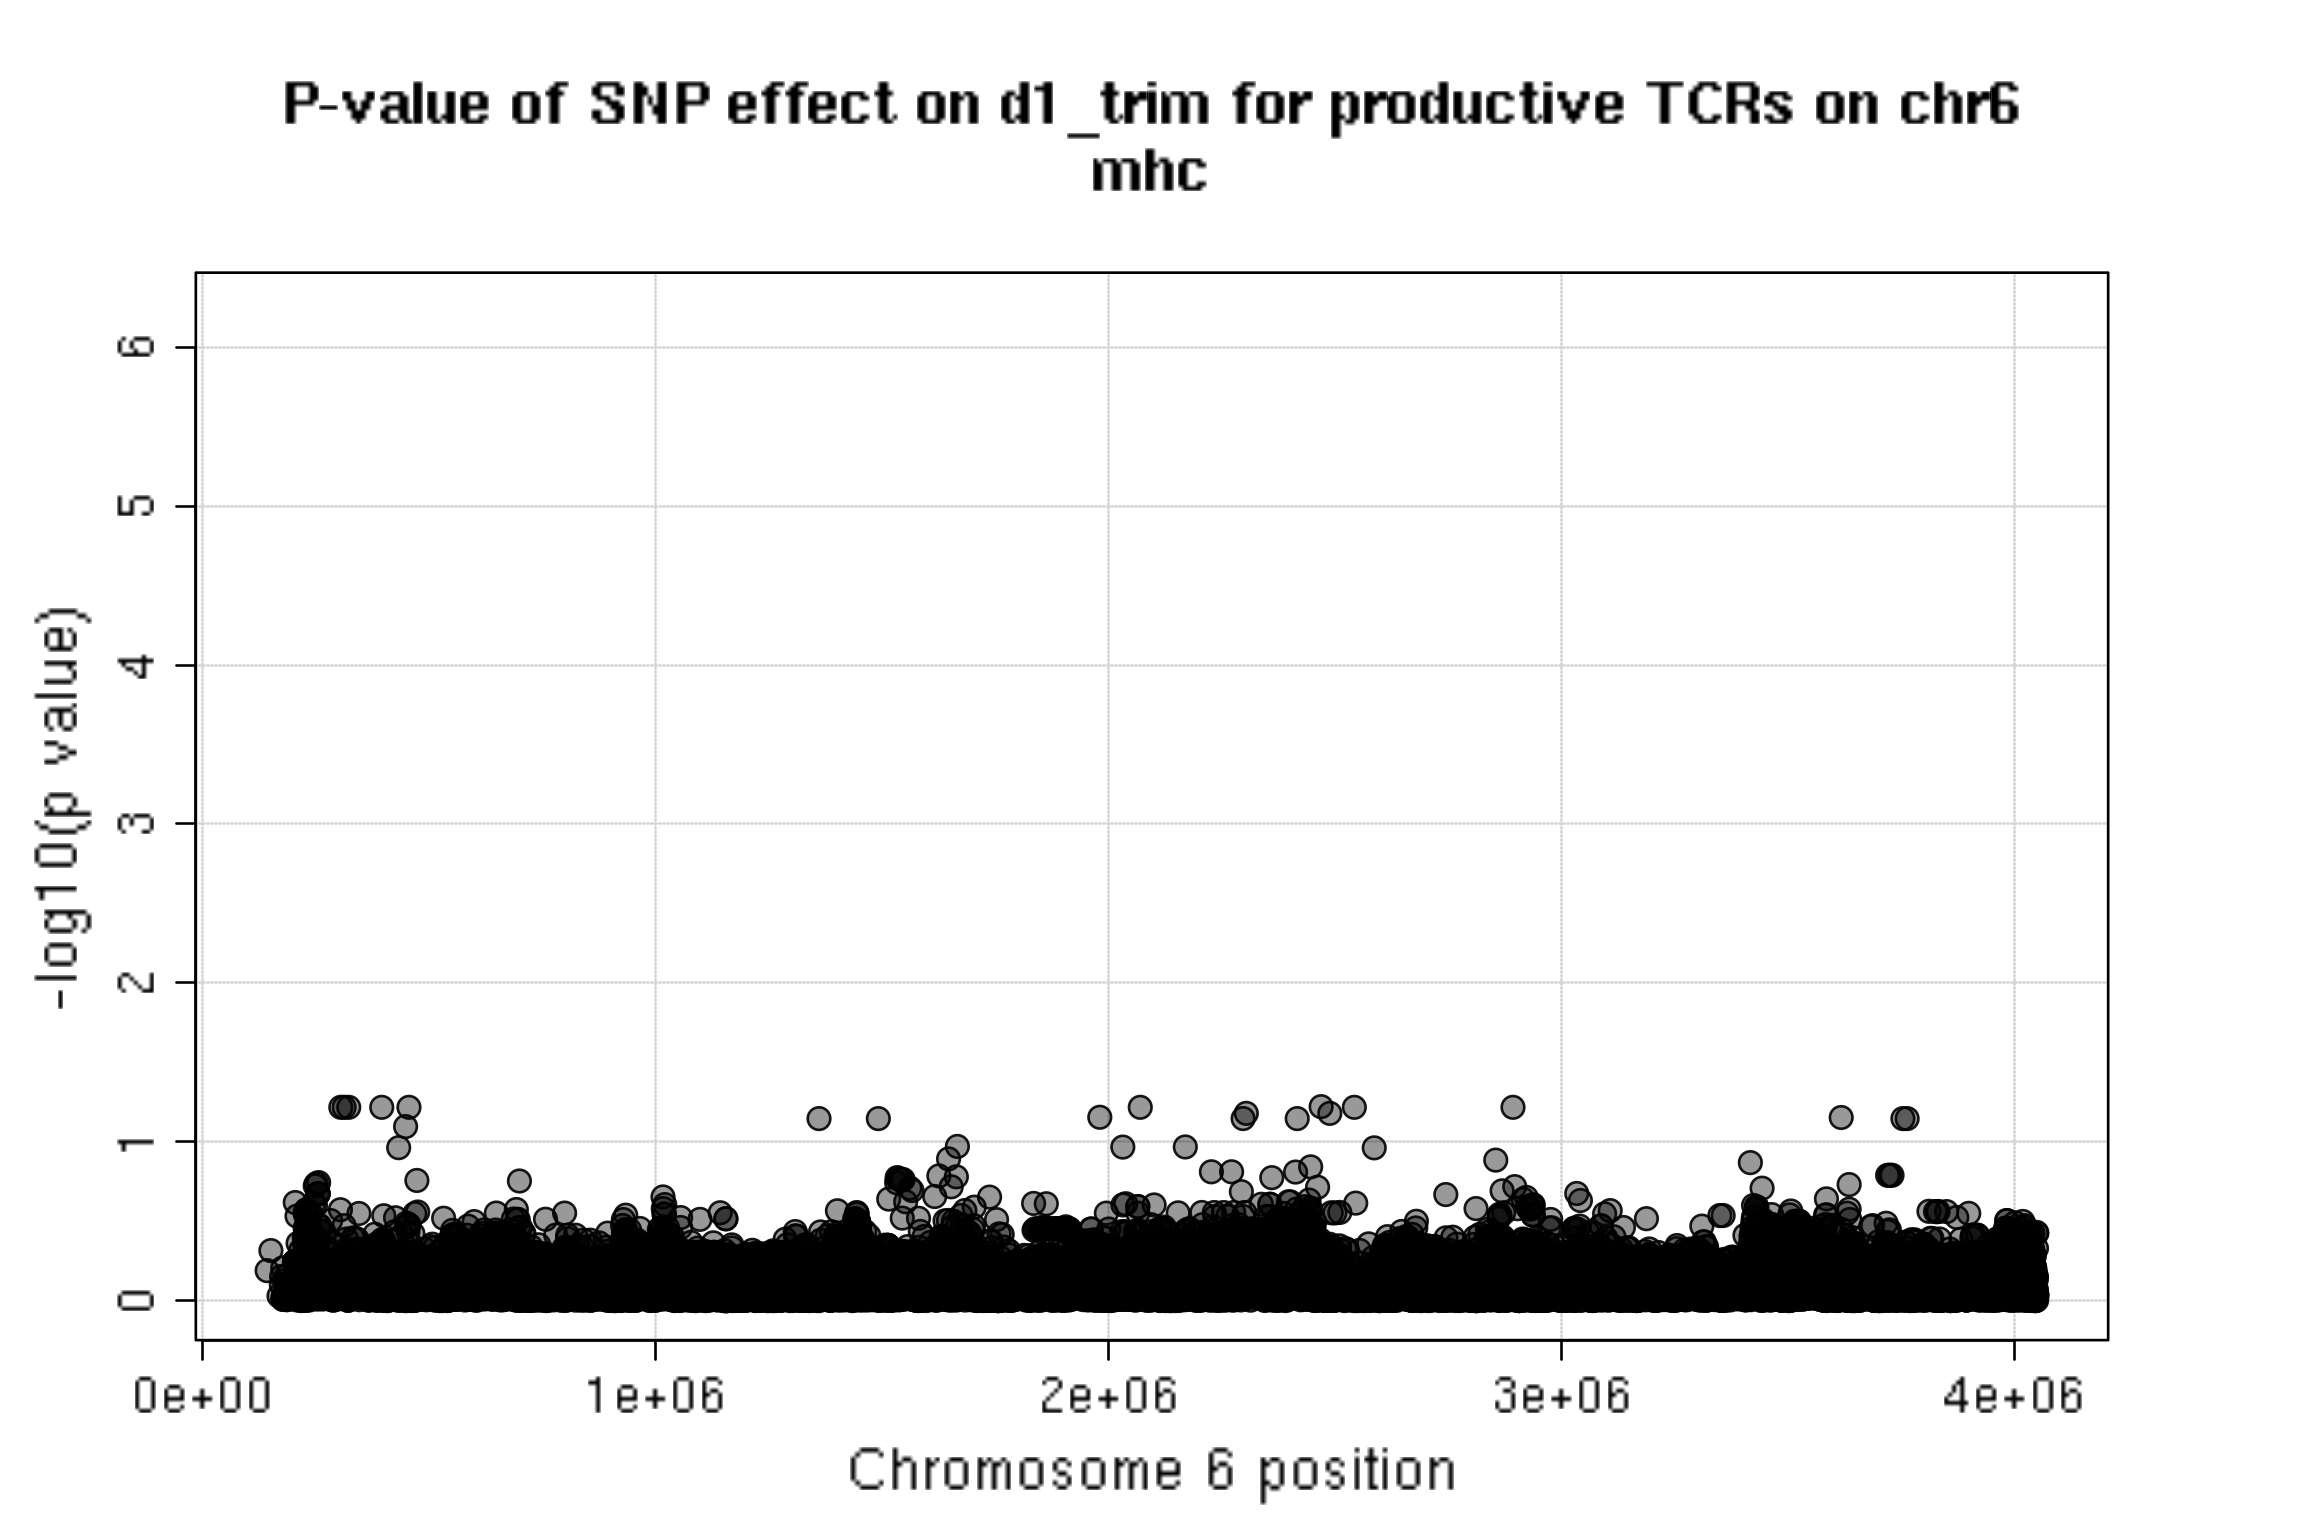 P-value of SNP effect on d1_trim for productive TCRs on chr6
mhc
-log10(p value)
6
5
4
3
2
1
0
0e+00 1e+06 2e+06 3e+06 4e+06
Chromosome 6 position